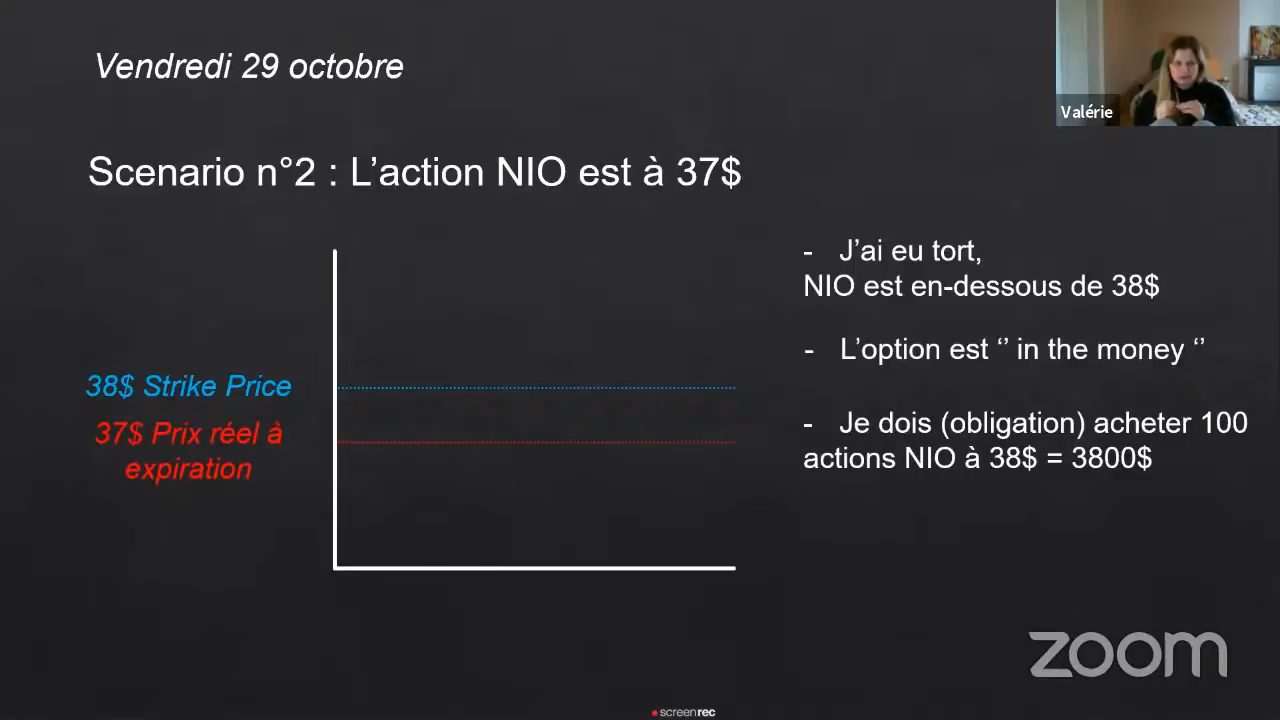 Vendredi 29 octobre
Valérie
Scenario n°2 : L’action NIO est à 37$
- J’ai eu tort,
NIO est en-dessous de 38$
- L’option est ‘’ in the money ‘’
38$ Strike Price
37$ Prix réel à
expiration
- Je dois (obligation) acheter 100
actions NIO à 38$ = 3800$
zoom
screenrec